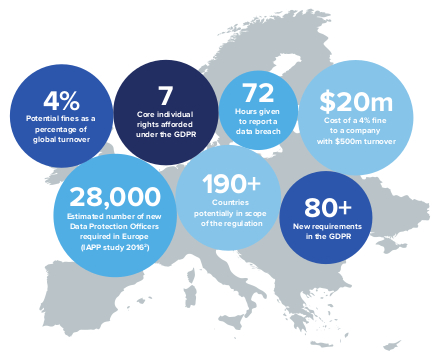 4%
Potential fines as a
percentage of
global turnover
7
Core individual
rights afforded
under the GDPR
72
Hours given
to report a
data breach
$20m
Cost of a 4% fine
to a company
with $500m turnover
28,000
Estimated number of new
Data Protection Officers
required in Europe
(IAPP study 2016²)
190+
Countries
potentially in scope
of the regulation
80+
New requirements
in the GDPR